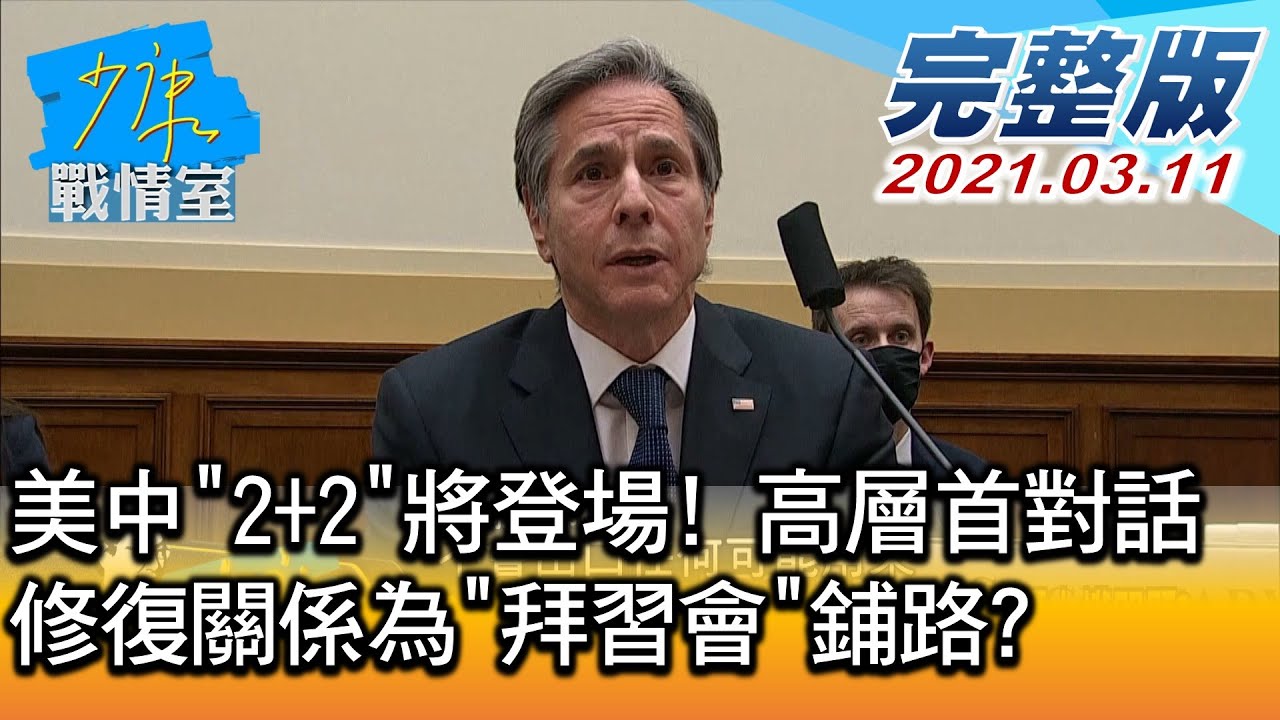 少康
戰情室
完整版
2021.03.11
美中"2+2"將登場! 高層首對話
修復關係為"拜習會"鋪路?